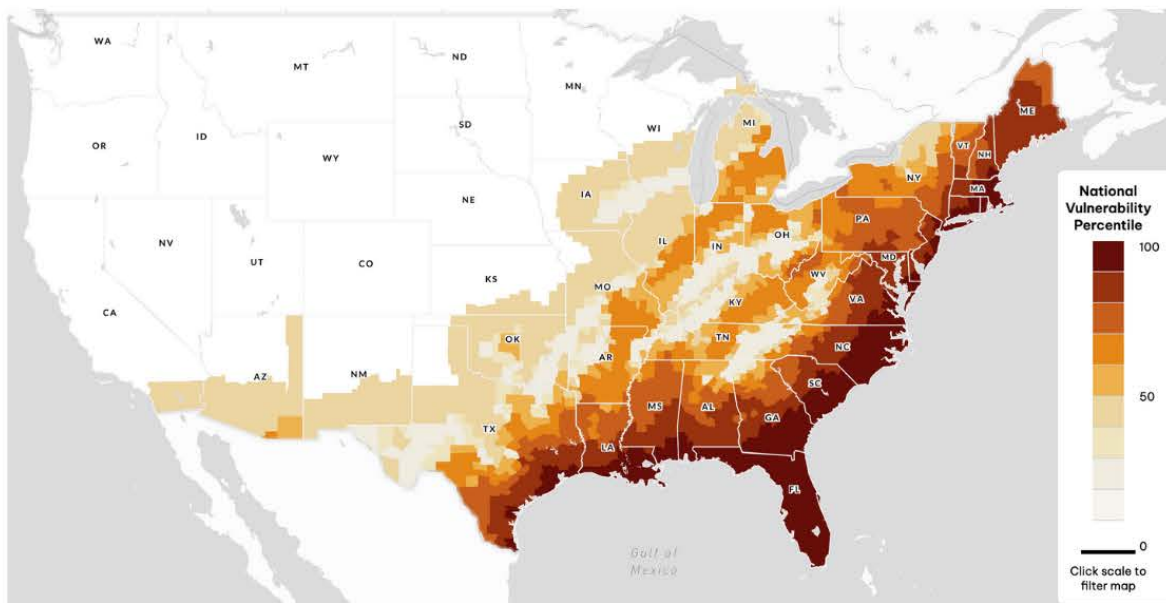 WA
MT
ND
MN
OR
ID
SD
WI
MI
ME
VT
NH
WY
NY
MA
IA
NE
PA
NV
UT
CO
IL
IN
OH
MD
KS
MO
WV
VA
CA
KY
OK
TN
NC
AZ
NM
AR
SC
MS
AL
GA
TX
LA
FL
Gulf of
Mexico
National
Vulnerability
Percentile
100
50
0
Click scale to
filter map